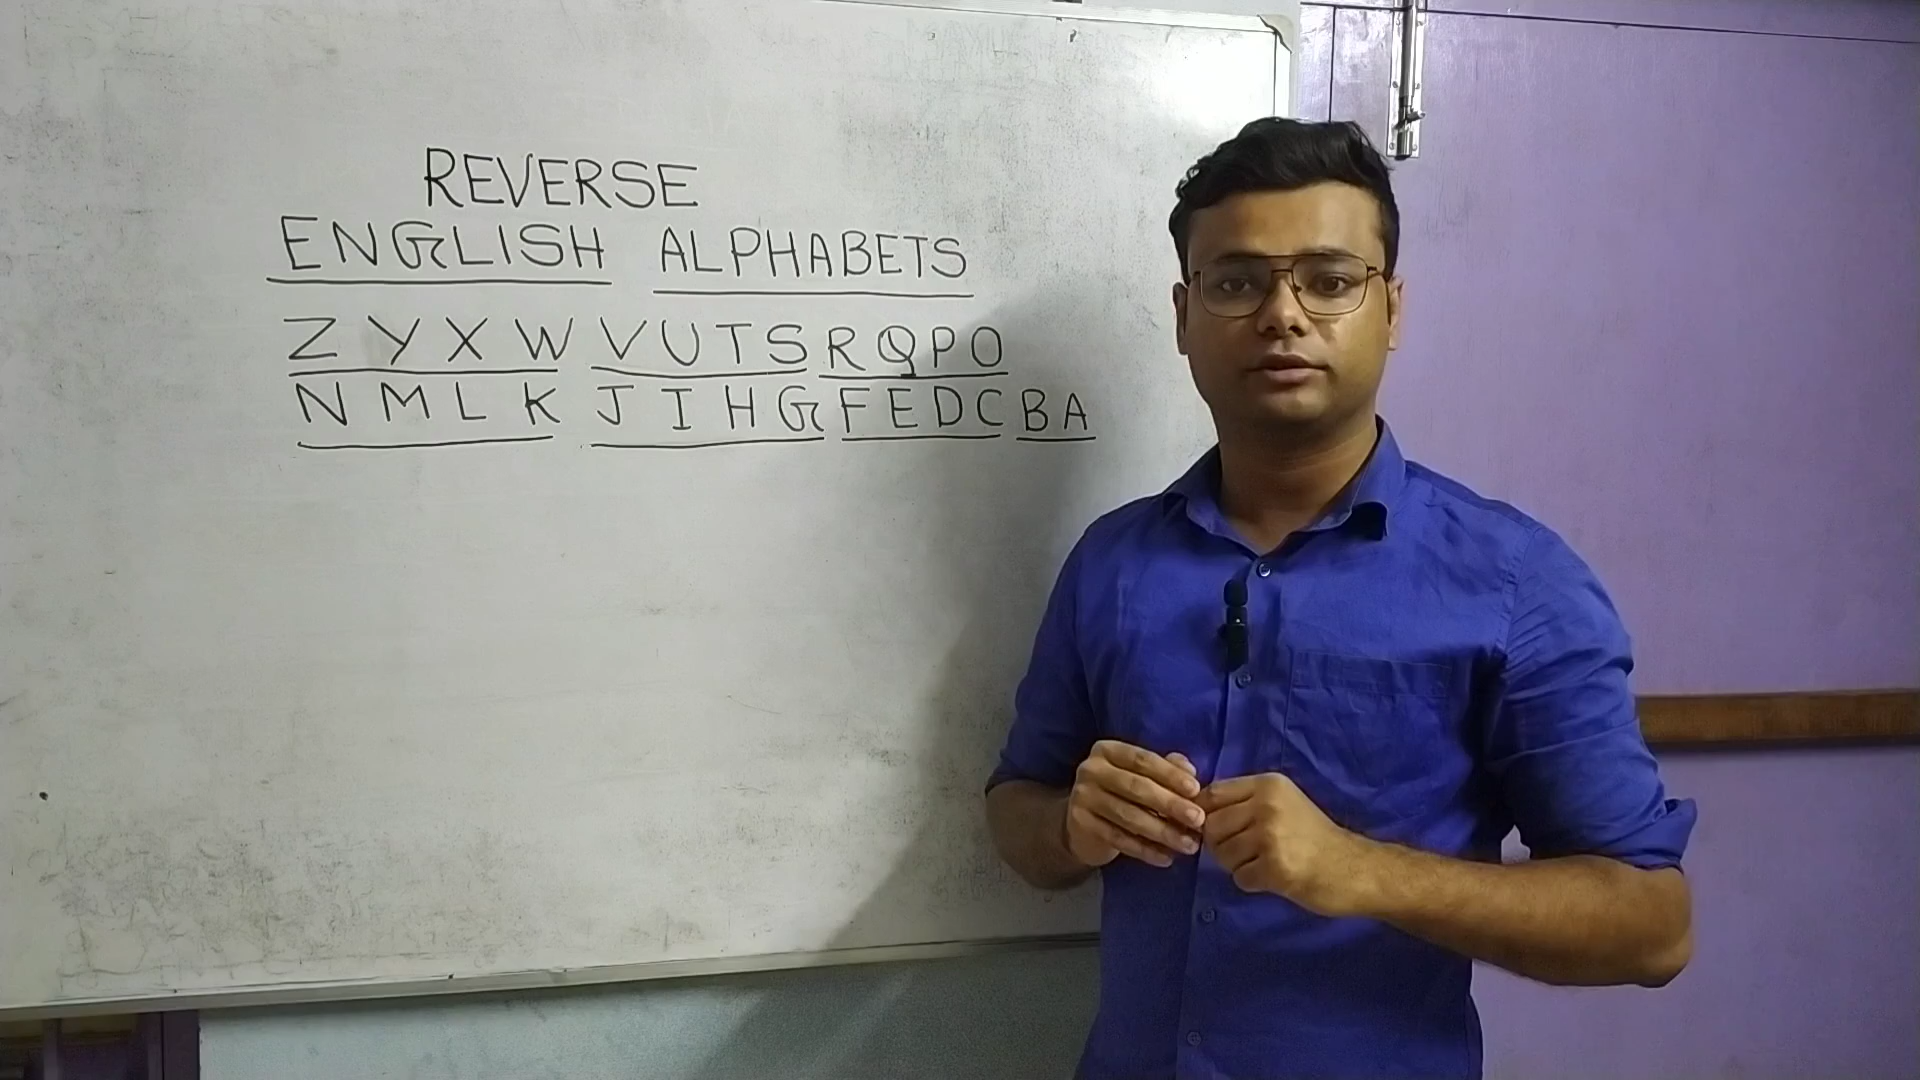 REVERSE
ENGLISH ALPHABETS
Z Y X W V U T S R Q P O
N M L K J I H G F E D C B A